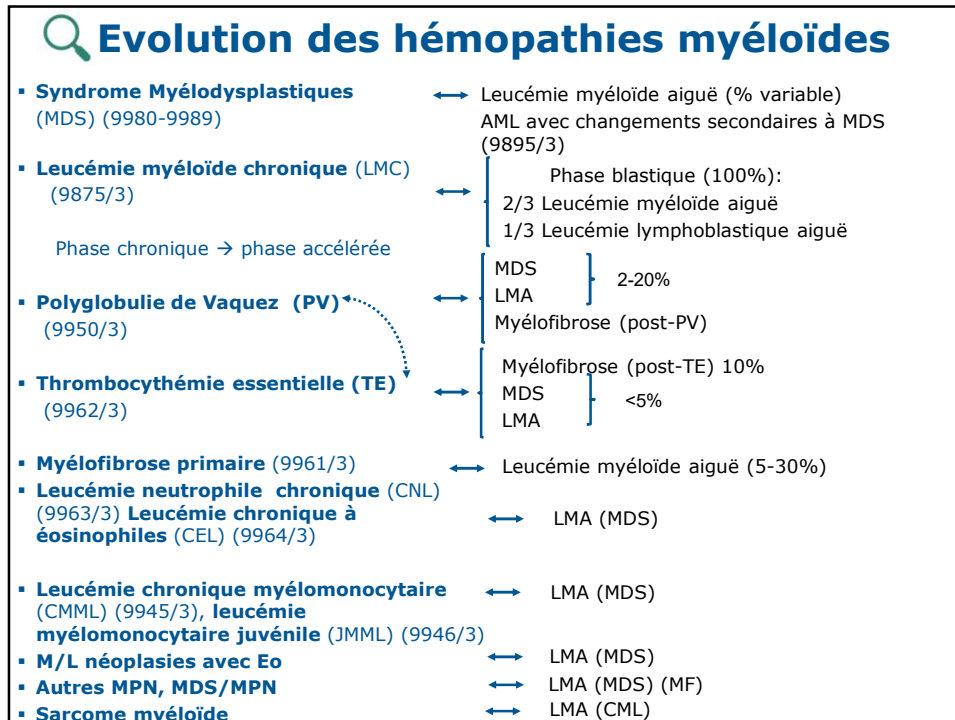 Evolution des hémopathies myéloïdes
▪ Syndrome Myélodysplastiques
(MDS) (9980-9989)
Leucémie myéloïde aiguë (% variable)
AML avec changements secondaires à MDS
(9895/3)
▪ Leucémie myéloïde chronique (LMC)
(9875/3)
Phase chronique → phase accélérée
Phase blastique (100%):
2/3 Leucémie myéloïde aiguë
1/3 Leucémie lymphoblastique aiguë
▪ Polyglobulie de Vaquez (PV)
(9950/3)
MDS
LMA
2-20%
Myélofibrose (post-PV)
▪ Thrombocythémie essentielle (TE)
(9962/3)
Myélofibrose (post-TE) 10%
MDS
LMA
<5%
▪ Myélofibrose primaire (9961/3)
Leucémie myéloïde aiguë (5-30%)
▪ Leucémie neutrophile chronique (CNL)
(9963/3) Leucémie chronique à
éosinophiles (CEL) (9964/3)
LMA (MDS)
▪ Leucémie chronique myélomonocytaire
(CMML) (9945/3), leucémie
myélomonocytaire juvénile (JMML) (9946/3)
LMA (MDS)
▪ M/L néoplasies avec Eo
LMA (MDS)
▪ Autres MPN, MDS/MPN
LMA (MDS) (MF)
▪ Sarcome myéloïde
LMA (CML)